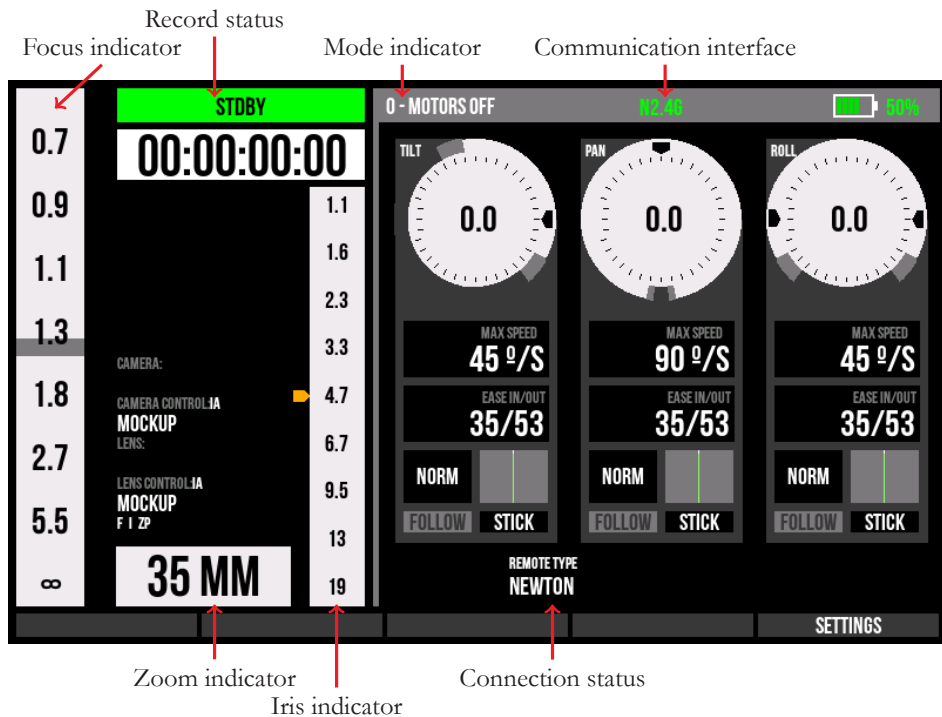 Record status
Focus indicator
Mode indicator
Communication interface
STDBY
0 - MOTORS OFF
N2.4G
50%
00:00:00:00
0.7
0.9
1.1
1.3
1.8
2.7
5.5
∞
1.1
1.6
2.3
3.3
4.7
6.7
9.5
13
19
CAMERA:
CAMERA CONTROL:IA
MOCKUP
LENS:
LENS CONTROL:IA
MOCKUP
F I ZP
35 MM
TILT
0.0
MAX SPEED
45 º/S
EASE IN/OUT
35/53
NORM
FOLLOW STICK
PAN
0.0
MAX SPEED
90 º/S
EASE IN/OUT
35/53
NORM
FOLLOW STICK
ROLL
0.0
MAX SPEED
45 º/S
EASE IN/OUT
35/53
NORM
FOLLOW STICK
REMOTE TYPE
NEWTON
SETTINGS
Zoom indicator
Iris indicator
Connection status